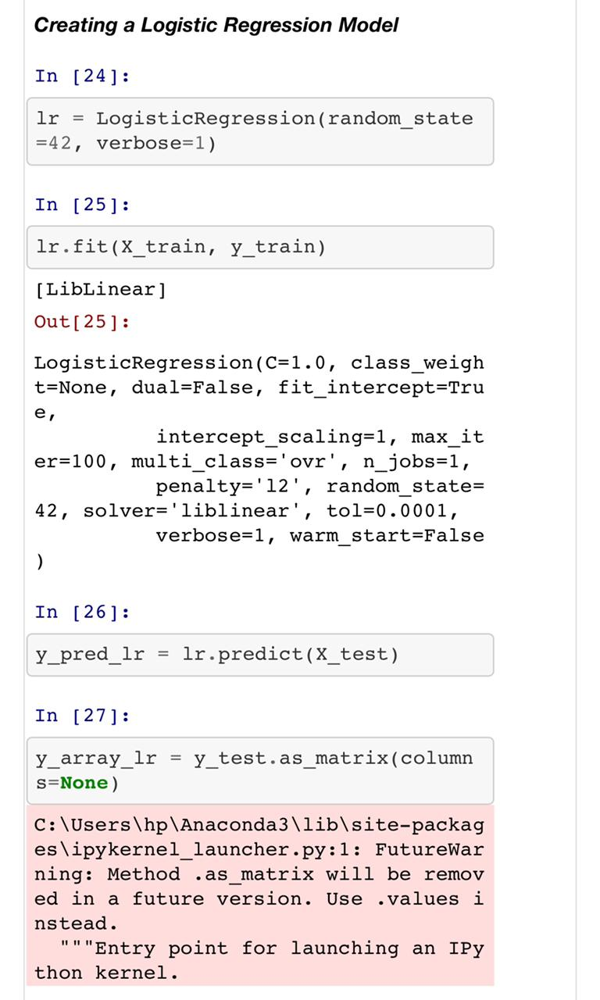 Creating a Logistic Regression Model
In [24]:
lr = LogisticRegression(random_state
=42, verbose=1)
In [25]:
lr.fit(X_train, y_train)
[LibLinear]
Out[25]:
LogisticRegression(C=1.0, class_weigh
t=None, dual=False, fit_intercept=Tru
e,
          intercept_scaling=1, max_it
er=100, multi_class='ovr', n_jobs=1,
          penalty='l2', random_state=
42, solver='liblinear', tol=0.0001,
          verbose=1, warm_start=False
)
In [26]:
y_pred_lr = lr.predict(X_test)
In [27]:
y_array_lr = y_test.as_matrix(column
s=None)
C:\Users\hp\Anaconda3\lib\site-packag
es\ipykernel_launcher.py:1: FutureWar
ning: Method .as_matrix will be remov
ed in a future version. Use .values i
nstead.
  """Entry point for launching an IPy
thon kernel.